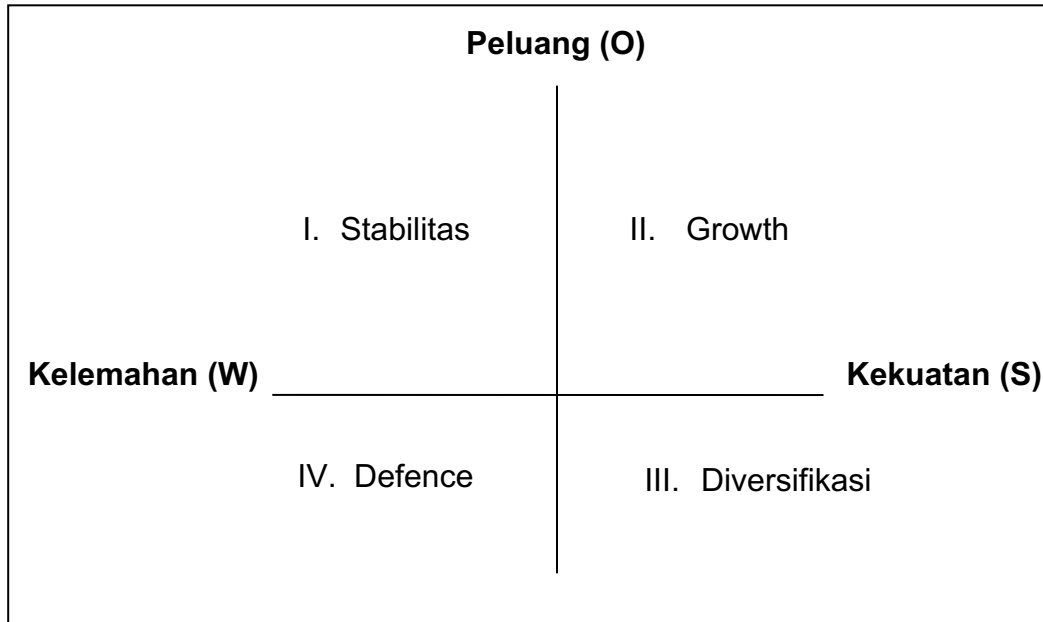 Peluang (O)
I. Stabilitas
II. Growth
Kelemahan (W)
Kekuatan (S)
IV. Defence
III. Diversifikasi